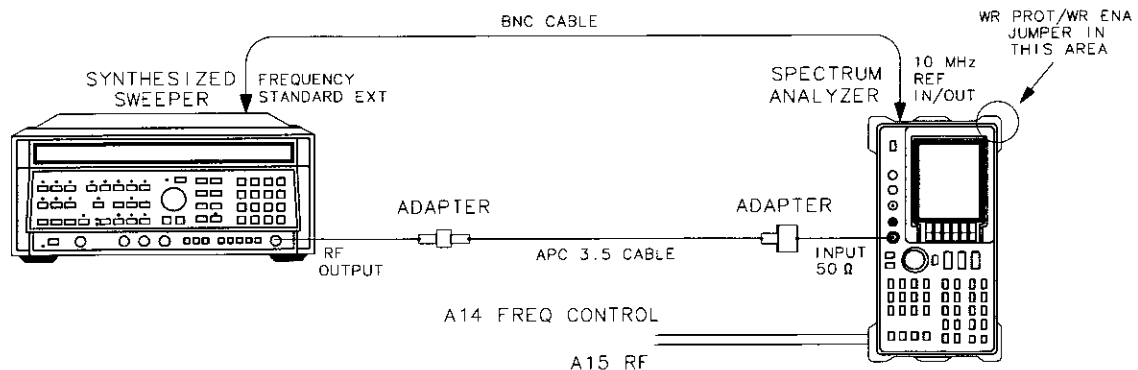 BNC CABLE
WR PROT/WR ENA
JUMPER IN
THIS AREA
SYNTHESIZED
SWEEPER
FREQUENCY
STANDARD EXT
SPECTRUM
ANALYZER
10 MHz
REF
IN/OUT
ADAPTER
ADAPTER
RF
OUTPUT
APC 3.5 CABLE
INPUT
50 Ω
A14 FREQ CONTROL
A15 RF